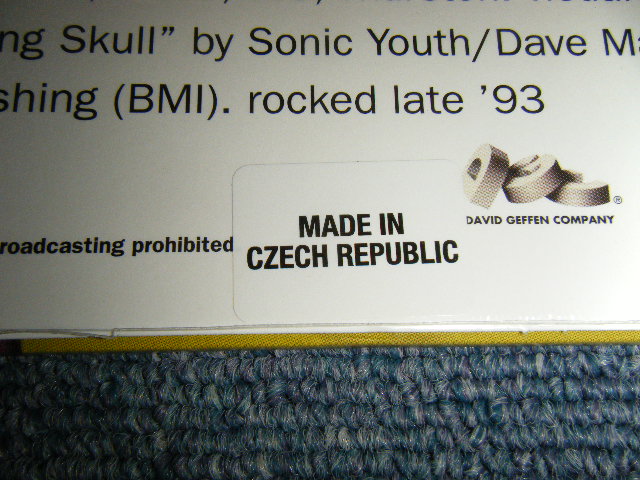 ng Skull” by Sonic Youth/Dave Ma
shing (BMI). rocked late ’93
DAVID GEFFEN COMPANY
®
roadcasting prohibited
MADE IN
CZECH REPUBLIC